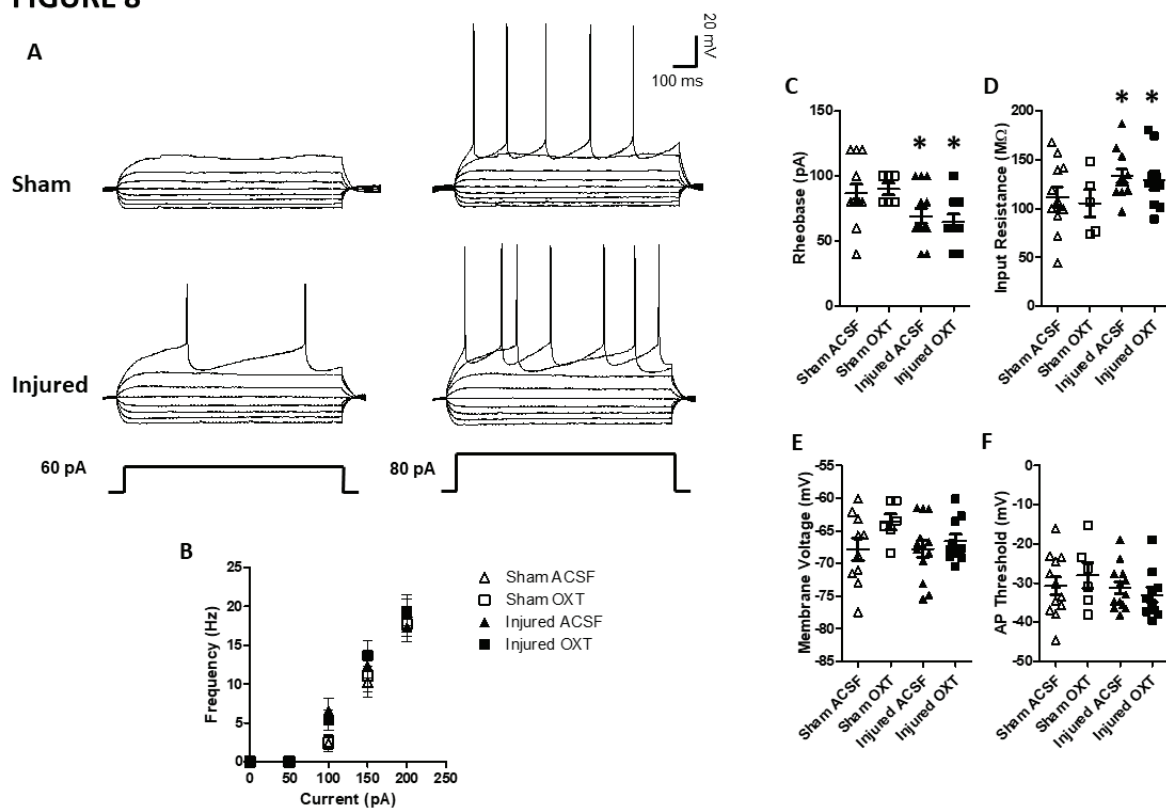 FIGURE 8
A
20 mV
100 ms
Sham
Injured
60 pA
80 pA
B
Frequency (Hz)
25
20
15
10
5
0
0 50 100 150 200 250
Current (pA)
Sham ACSF
Sham OXT
Injured ACSF
Injured OXT
C
Rheobase (pA)
150
100
50
0
* *
Sham ACSF
Sham OXT
Injured ACSF
Injured OXT
D
Input Resistance (MΩ)
200
150
100
50
0
* *
Sham ACSF
Sham OXT
Injured ACSF
Injured OXT
E
Membrane Voltage (mV)
-55
-60
-65
-70
-75
-80
-85
Sham ACSF
Sham OXT
Injured ACSF
Injured OXT
F
AP Threshold (mV)
0
-10
-20
-30
-40
-50
Sham ACSF
Sham OXT
Injured ACSF
Injured OXT